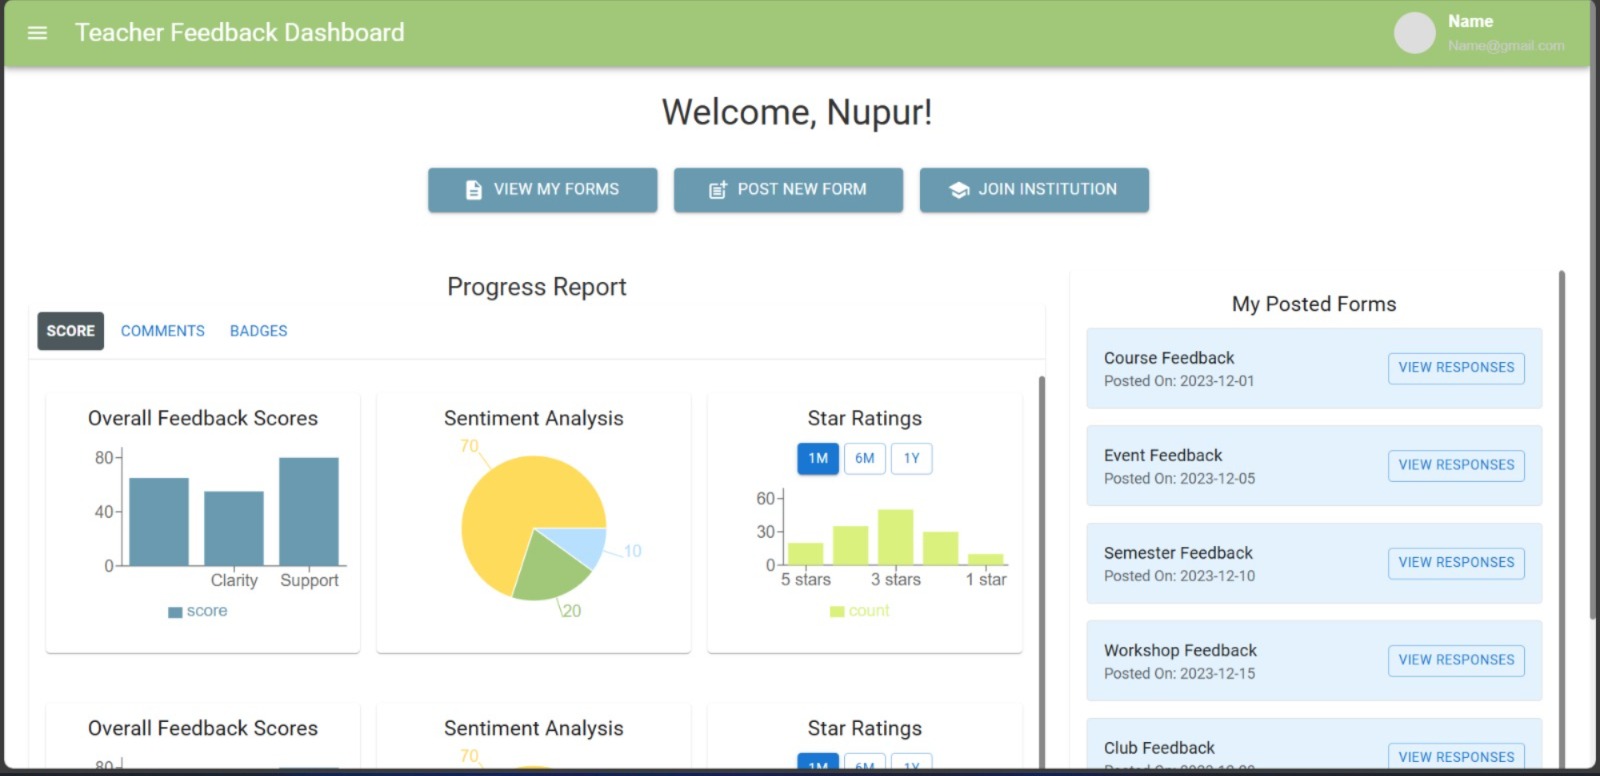 Teacher Feedback Dashboard
Name
Name@gmail.com
Welcome, Nupur!
VIEW MY FORMS
POST NEW FORM
JOIN INSTITUTION
Progress Report
SCORE COMMENTS BADGES
Overall Feedback Scores
80
40
0
Clarity Support
score
Sentiment Analysis
70
10
20
Star Ratings
1M 6M 1Y
60
30
0
5 stars 3 stars 1 star
count
Overall Feedback Scores
80
Sentiment Analysis
70
Star Ratings
1M 6M 1Y
My Posted Forms
Course Feedback
Posted On: 2023-12-01
VIEW RESPONSES
Event Feedback
Posted On: 2023-12-05
VIEW RESPONSES
Semester Feedback
Posted On: 2023-12-10
VIEW RESPONSES
Workshop Feedback
Posted On: 2023-12-15
VIEW RESPONSES
Club Feedback
Posted On:
VIEW RESPONSES